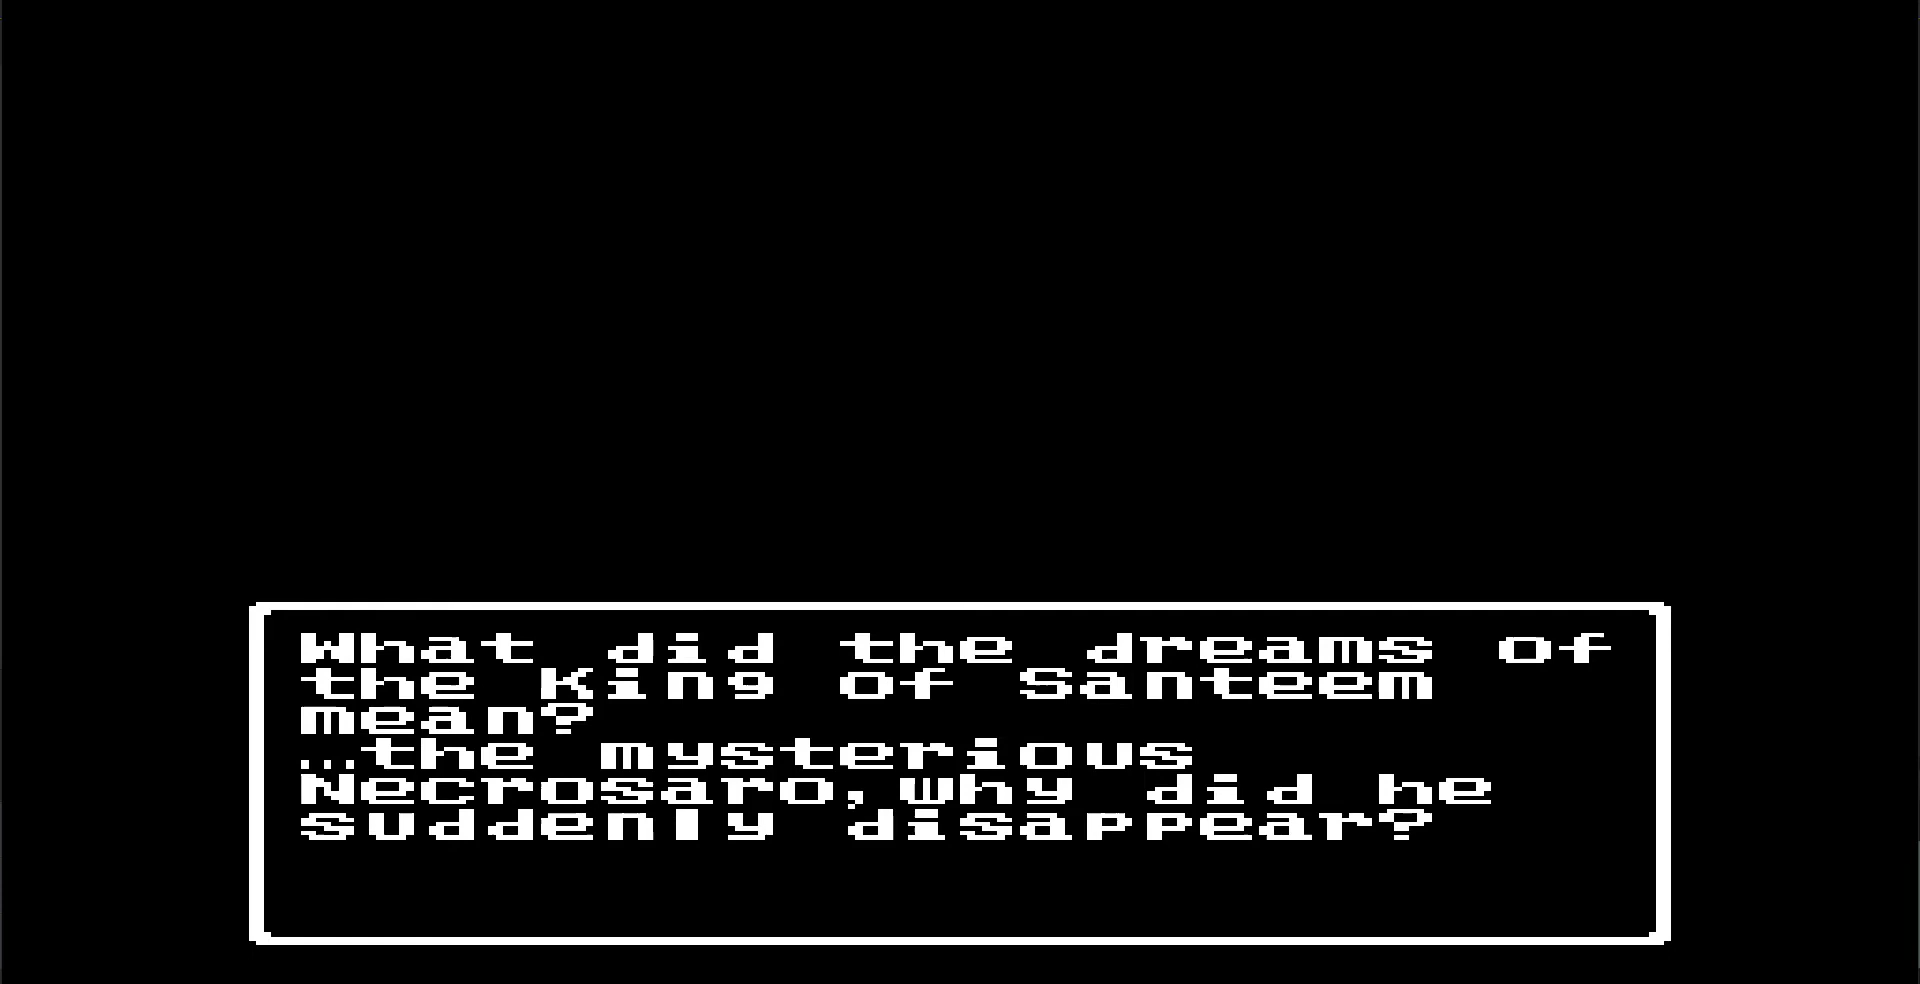 What did the dreams of
the King of Santeem
mean?
…the mysterious
Necrosaro,why did he
suddenly disappear?